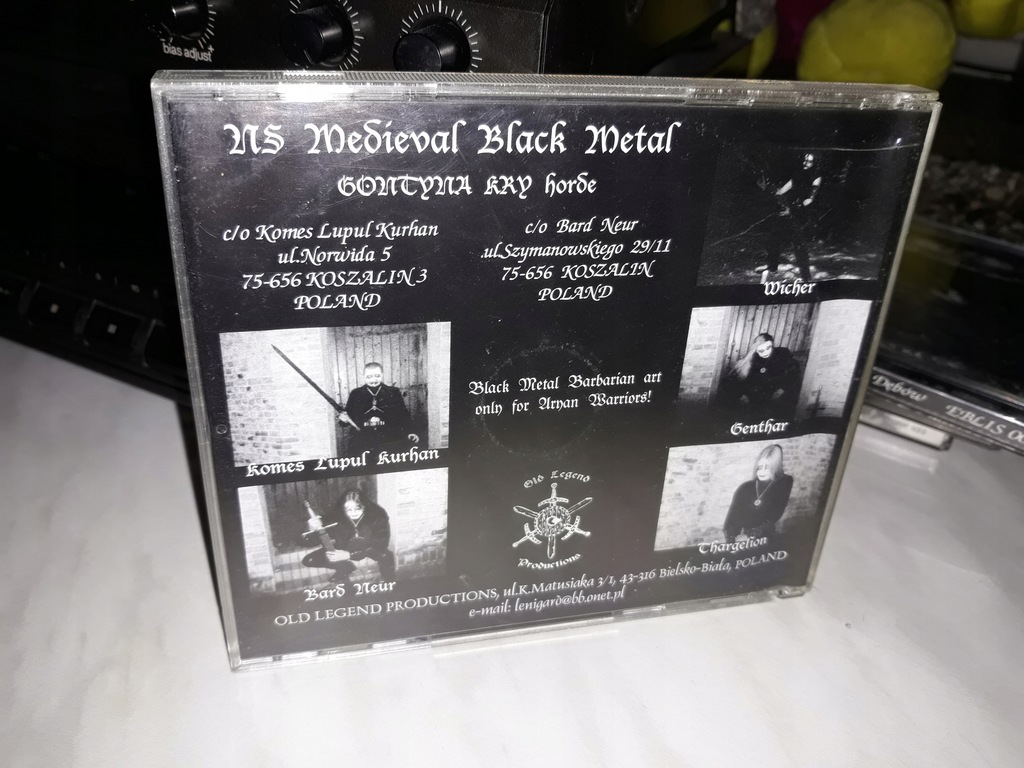 bias adjust
NS Medieval Black Metal
GONTYNA KRY horde
c/o Komes Lupul Kurhan
ul.Norwida 5
75-656 KOSZALIN 3
POLAND
c/o Bard Neur
ul.Szymanowskiego 29/11
75-656 KOSZALIN
POLAND
Wicher
Black Metal Barbarian art
only for Aryan Warriors!
Genthar
Komes Lupul Kurhan
Old Legend
Productions
Thargelion
Bard Neur
OLD LEGEND PRODUCTIONS, ul.K.Matusiaka 3/1, 43-316 Bielsko-Biała, POLAND
e-mail: lenigard@bb.onet.pl
Dębow